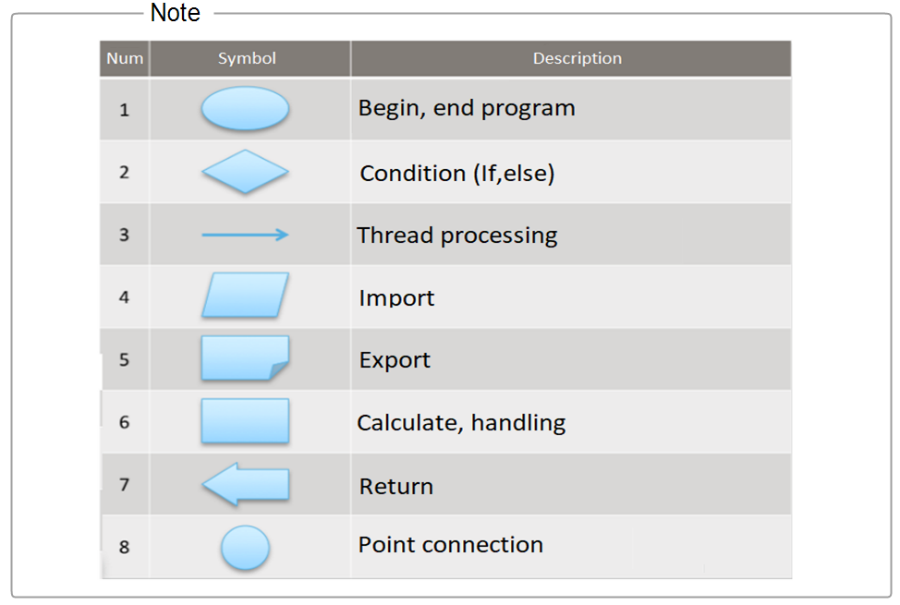 Note
Num Symbol Description
1 Begin, end program
2 Condition (If,else)
3 Thread processing
4 Import
5 Export
6 Calculate, handling
7 Return
8 Point connection